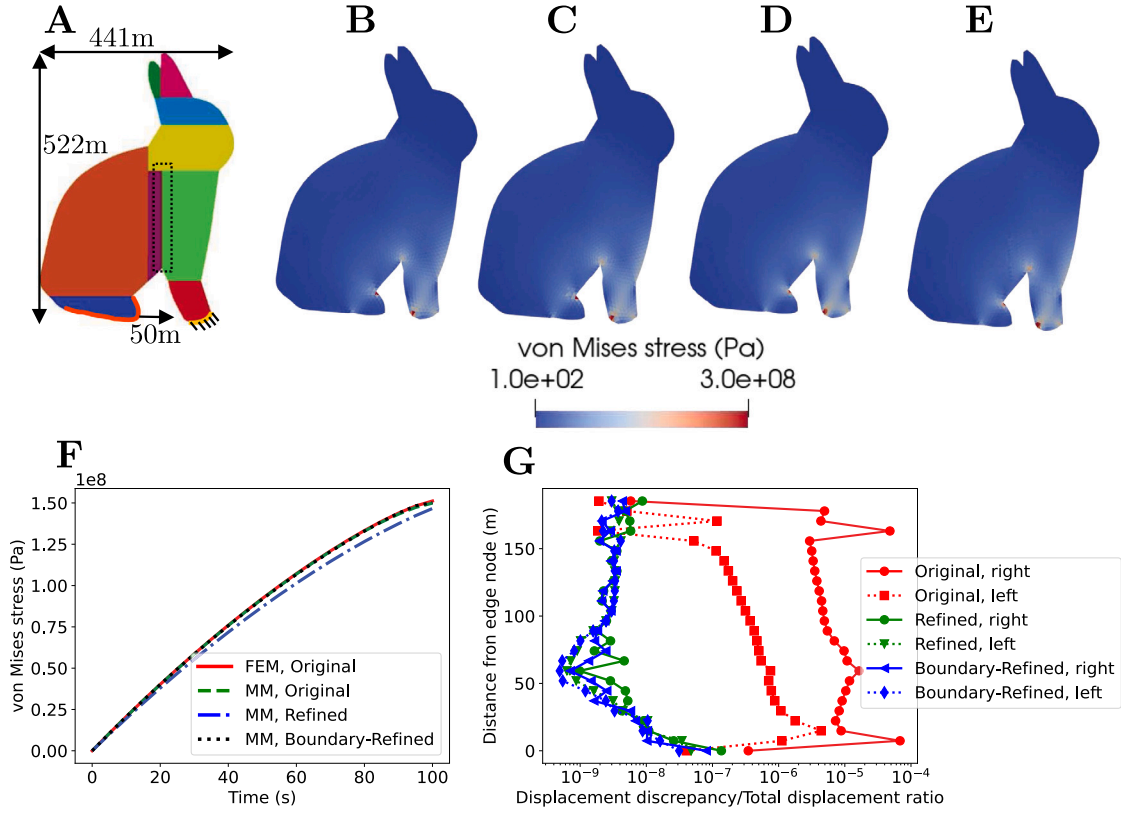 A
B
C
D
E
441m
522m
50m
von Mises stress (Pa)
1.0e+02
3.0e+08
F
1e8
1.50
1.25
1.00
0.75
0.50
0.25
0.00
von Mises stress (Pa)
0
20
40
60
80
100
Time (s)
FEM, Original
MM, Original
MM, Refined
MM, Boundary-Refined
G
150
100
50
0
Distance fron edge node (m)
10⁻⁹
10⁻⁸
10⁻⁷
10⁻⁶
10⁻⁵
10⁻⁴
Displacement discrepancy/Total displacement ratio
Original, right
Original, left
Refined, right
Refined, left
Boundary-Refined, right
Boundary-Refined, left